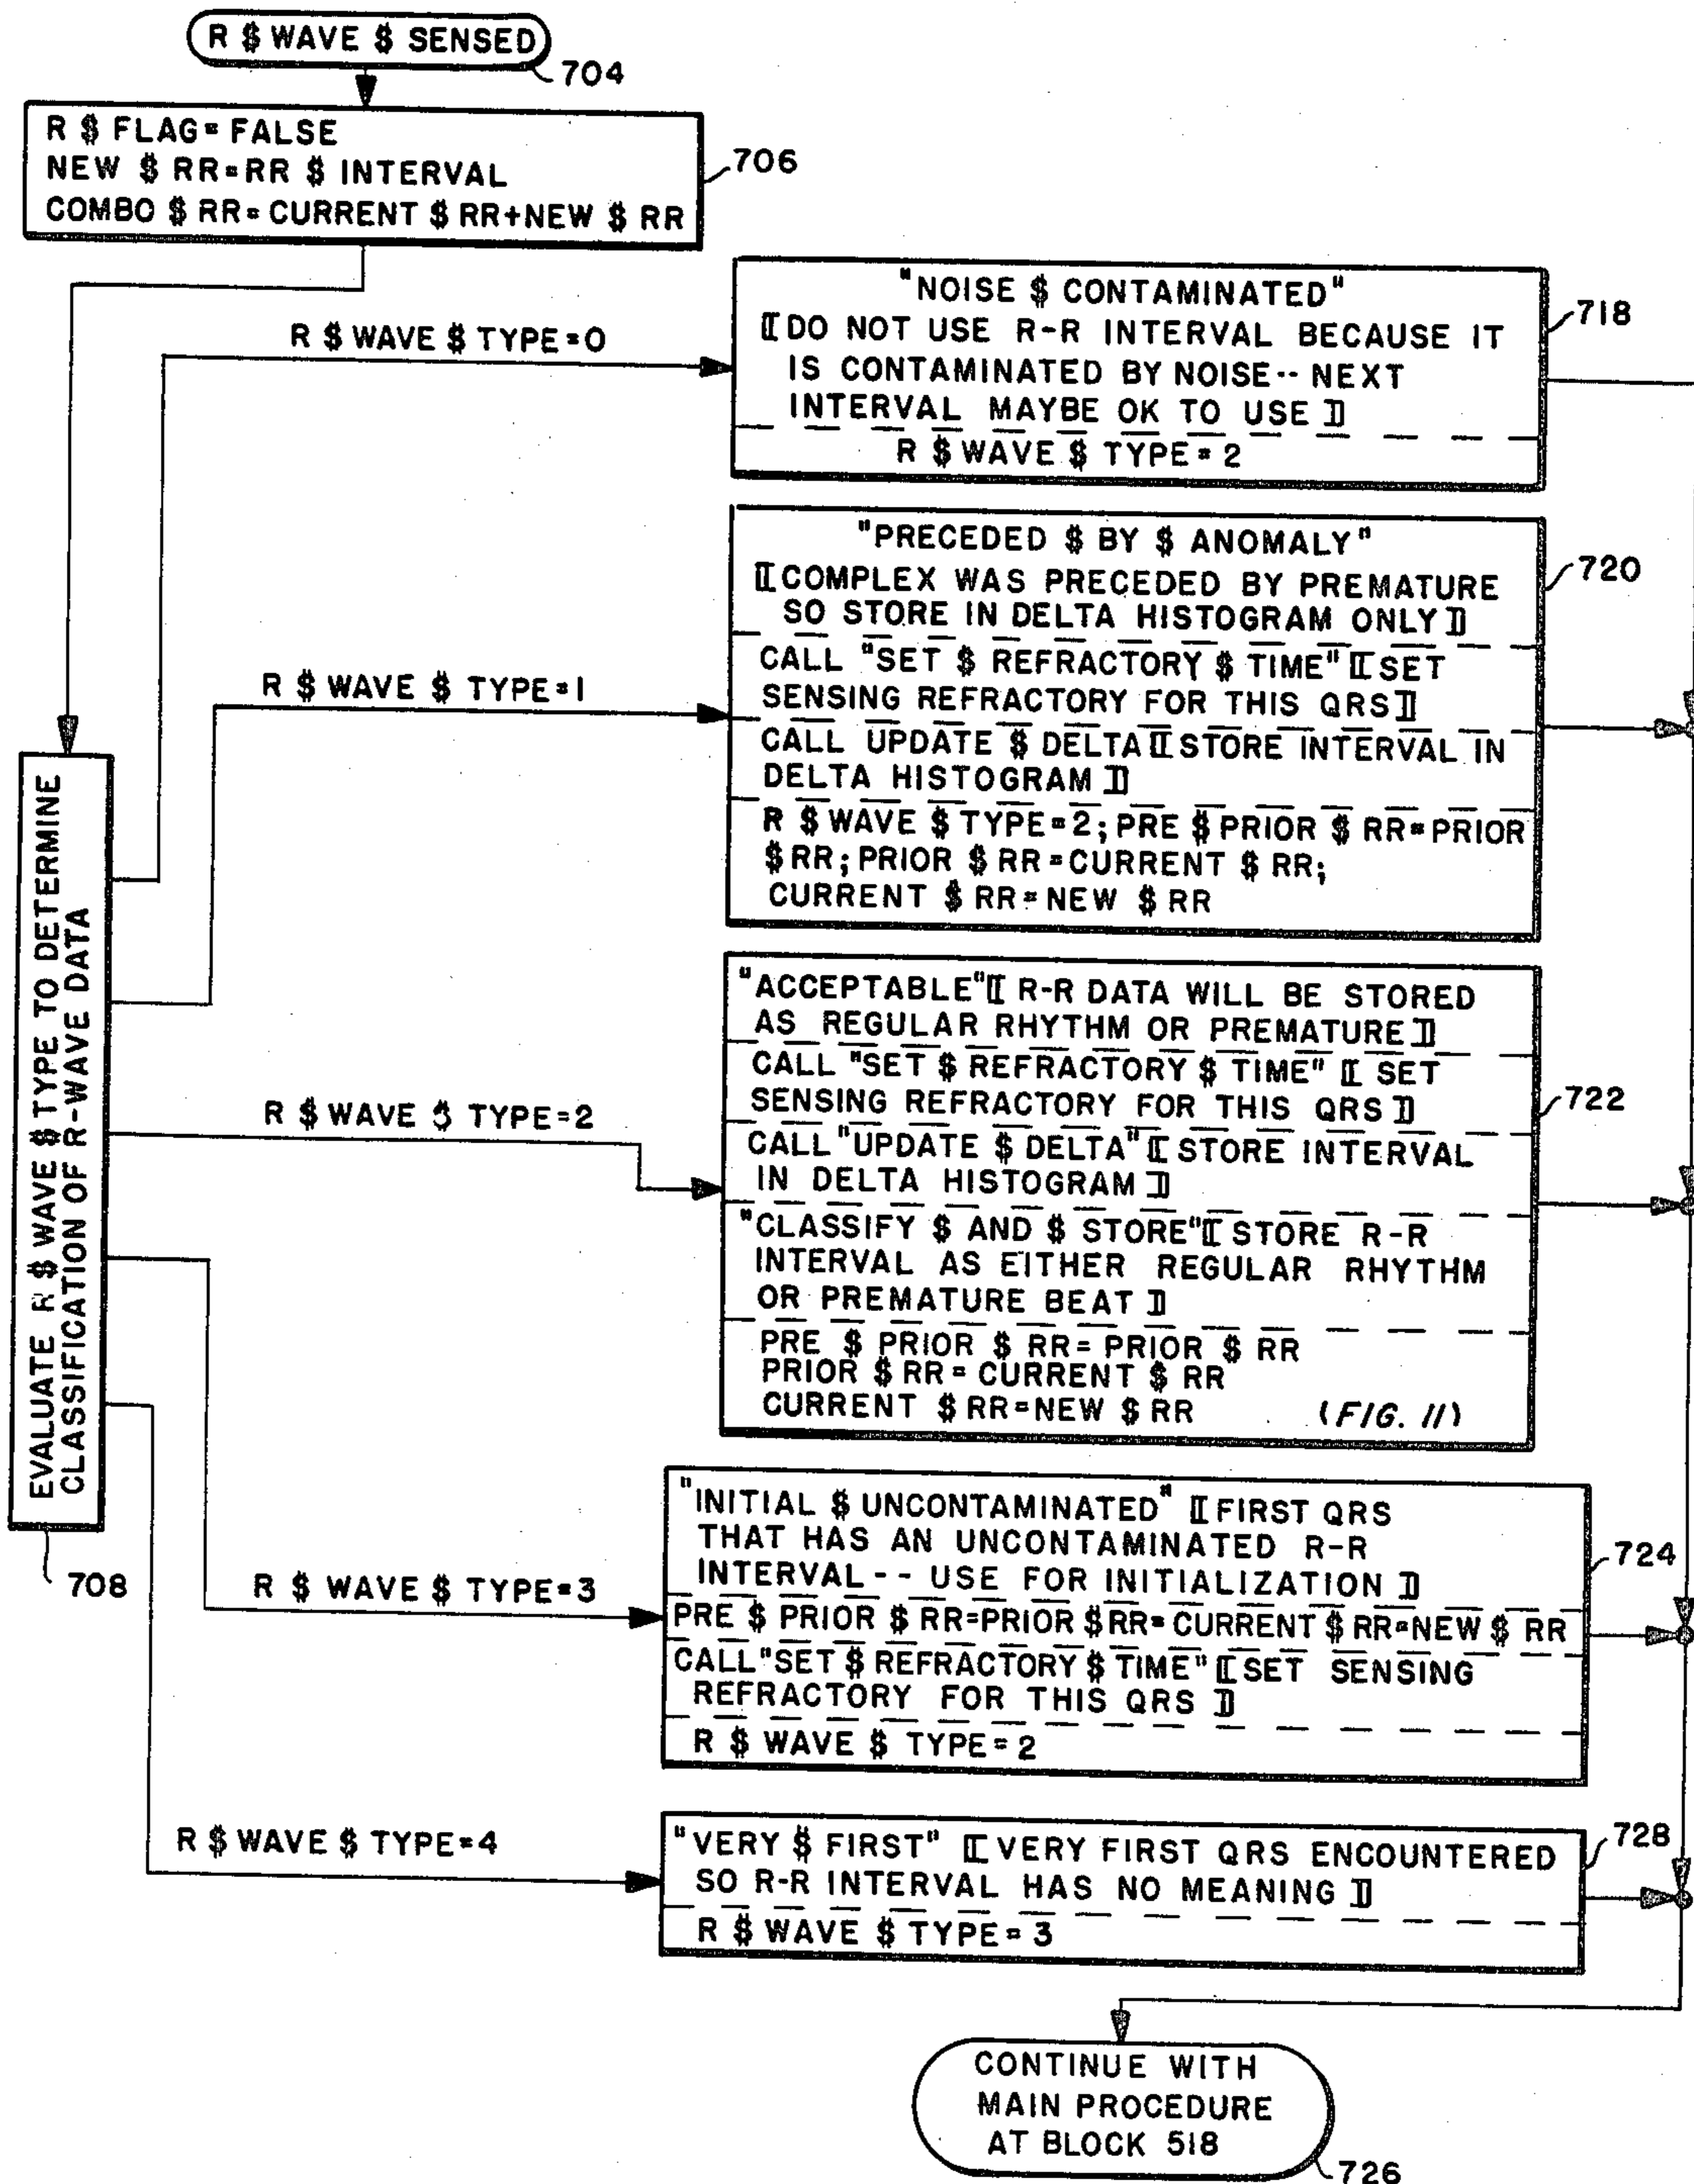 R $ WAVE $ SENSED
704
R $ FLAG = FALSE
NEW $ RR = RR $ INTERVAL
COMBO $ RR = CURRENT $ RR+NEW $ RR
706
EVALUATE R $ WAVE $ TYPE TO DETERMINE
CLASSIFICATION OF R-WAVE DATA
708
R $ WAVE $ TYPE=0
"NOISE $ CONTAMINATED"
⟦DO NOT USE R-R INTERVAL BECAUSE IT
IS CONTAMINATED BY NOISE-- NEXT
INTERVAL MAYBE OK TO USE⟧
R $ WAVE $ TYPE = 2
718
R $ WAVE $ TYPE=1
"PRECEDED $ BY $ ANOMALY"
⟦COMPLEX WAS PRECEDED BY PREMATURE
SO STORE IN DELTA HISTOGRAM ONLY⟧
CALL "SET $ REFRACTORY $ TIME" ⟦SET
SENSING REFRACTORY FOR THIS QRS⟧
CALL UPDATE $ DELTA ⟦STORE INTERVAL IN
DELTA HISTOGRAM⟧
R $ WAVE $ TYPE=2; PRE $ PRIOR $ RR = PRIOR
$ RR; PRIOR $ RR = CURRENT $ RR;
CURRENT $ RR = NEW $ RR
720
R $ WAVE $ TYPE=2
"ACCEPTABLE" ⟦R-R DATA WILL BE STORED
AS REGULAR RHYTHM OR PREMATURE⟧
CALL "SET $ REFRACTORY $ TIME" ⟦SET
SENSING REFRACTORY FOR THIS QRS⟧
CALL "UPDATE $ DELTA" ⟦STORE INTERVAL
IN DELTA HISTOGRAM⟧
"CLASSIFY $ AND $ STORE" ⟦STORE R-R
INTERVAL AS EITHER REGULAR RHYTHM
OR PREMATURE BEAT⟧
PRE $ PRIOR $ RR = PRIOR $ RR
PRIOR $ RR = CURRENT $ RR
CURRENT $ RR = NEW $ RR (FIG. 11)
722
R $ WAVE $ TYPE=3
"INITIAL $ UNCONTAMINATED" ⟦FIRST QRS
THAT HAS AN UNCONTAMINATED R-R
INTERVAL -- USE FOR INITIALIZATION⟧
PRE $ PRIOR $ RR=PRIOR $ RR=CURRENT $ RR=NEW $ RR
CALL "SET $ REFRACTORY $ TIME" ⟦SET SENSING
REFRACTORY FOR THIS QRS⟧
R $ WAVE $ TYPE = 2
724
R $ WAVE $ TYPE=4
"VERY $ FIRST" ⟦VERY FIRST QRS ENCOUNTERED
SO R-R INTERVAL HAS NO MEANING⟧
R $ WAVE $ TYPE = 3
728
CONTINUE WITH
MAIN PROCEDURE
AT BLOCK 518
726